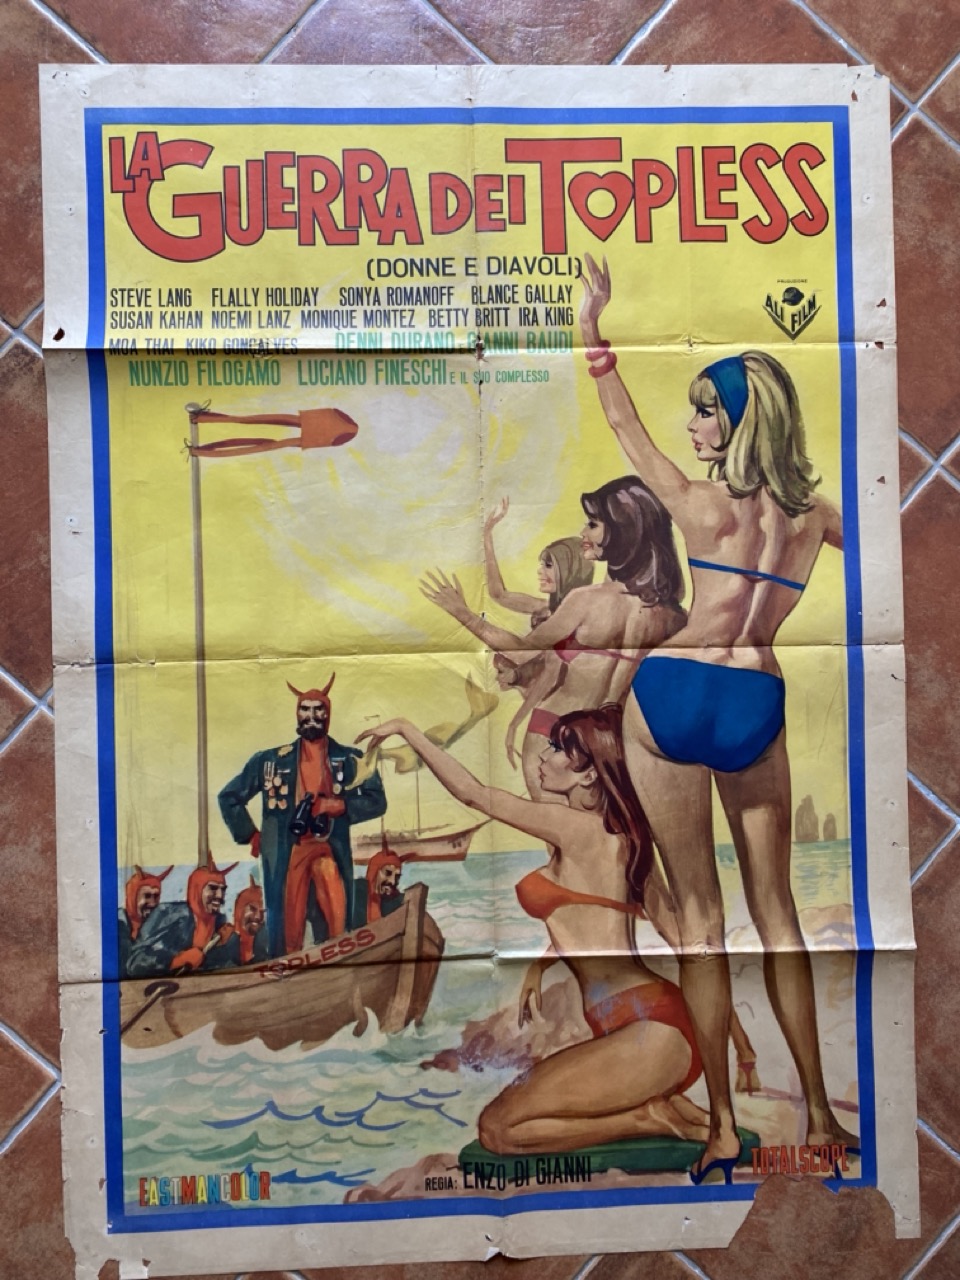 LA GUERRA DEI TOPLESS
(DONNE E DIAVOLI)
STEVE LANG FLALLY HOLIDAY SONYA ROMANOFF BLANCE GALLAY
SUSAN KAHAN NOEMI LANZ MONIQUE MONTEZ BETTY BRITT IRA KING
MOA THAI KIKO GONÇALVES DENNI DURANO GIANNI BAUDI
NUNZIO FILOGAMO LUCIANO FINESCHI E IL SUO COMPLESSO
PRODUZIONE
ALI FILM
TOPLESS
EASTMANCOLOR
REGIA: ENZO DI GIANNI
TOTALSCOPE